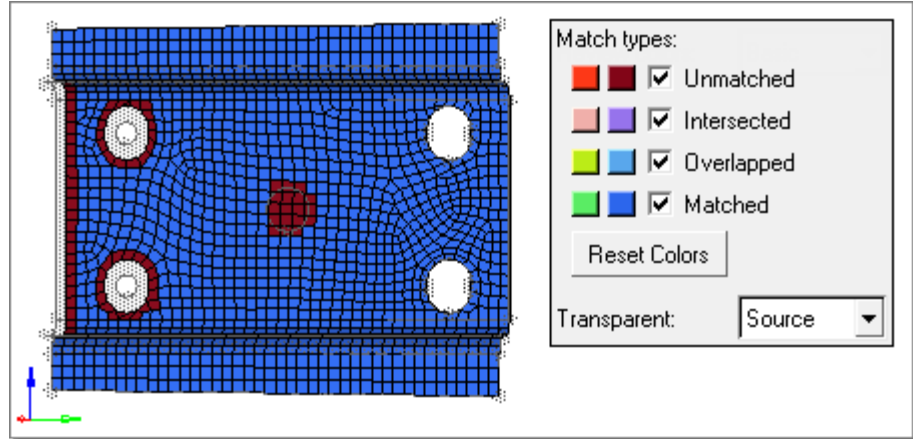 Match types:
Unmatched
Intersected
Overlapped
Matched
Reset Colors
Transparent: Source